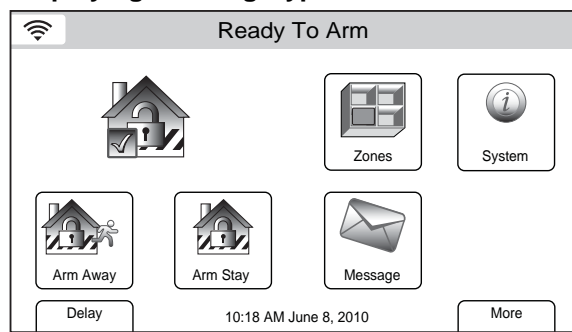 Ready To Arm
Zones
System
Arm Away
Arm Stay
Message
Delay
10:18 AM June 8, 2010
More